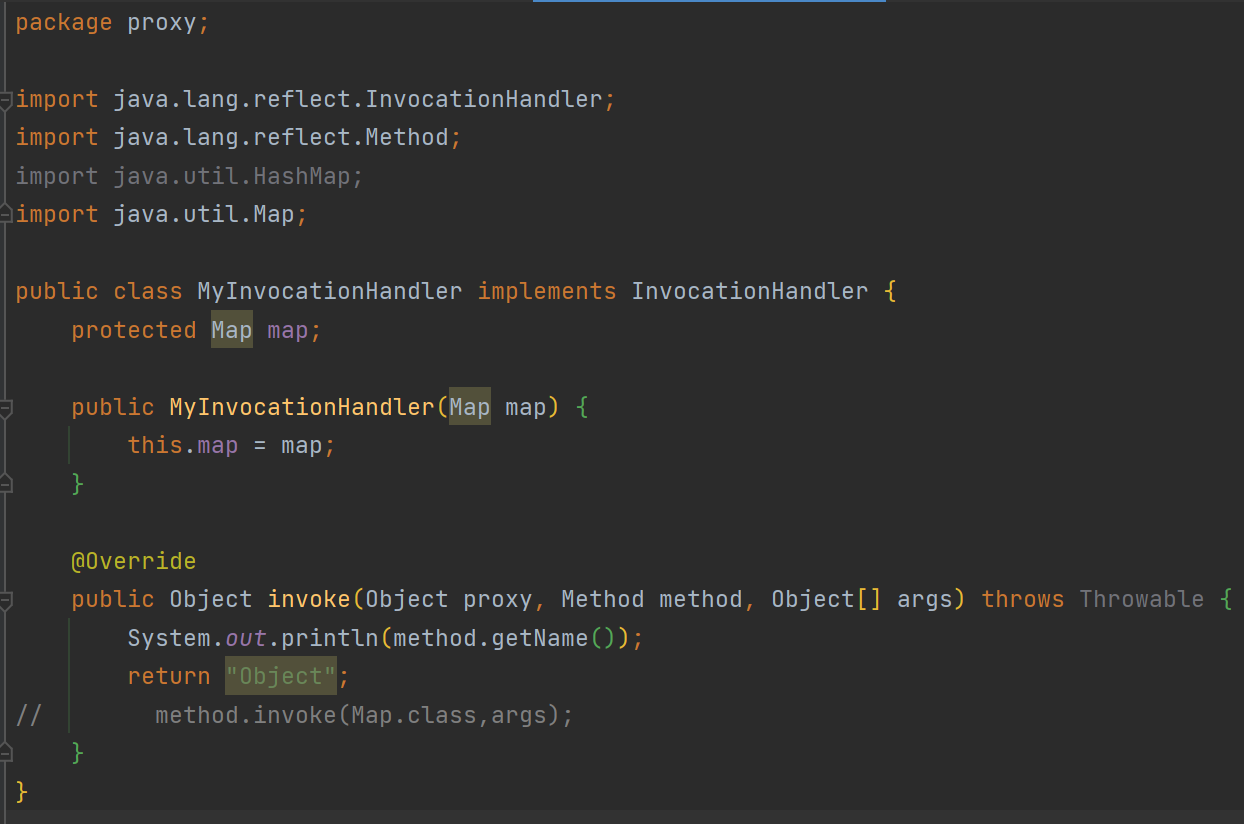 package proxy;
import java.lang.reflect.InvocationHandler;
import java.lang.reflect.Method;
import java.util.HashMap;
import java.util.Map;
public class MyInvocationHandler implements InvocationHandler {
    protected Map map;
    public MyInvocationHandler(Map map) {
        this.map = map;
    }
    @Override
    public Object invoke(Object proxy, Method method, Object[] args) throws Throwable {
        System.out.println(method.getName());
        return "Object";
//        method.invoke(Map.class,args);
    }
}